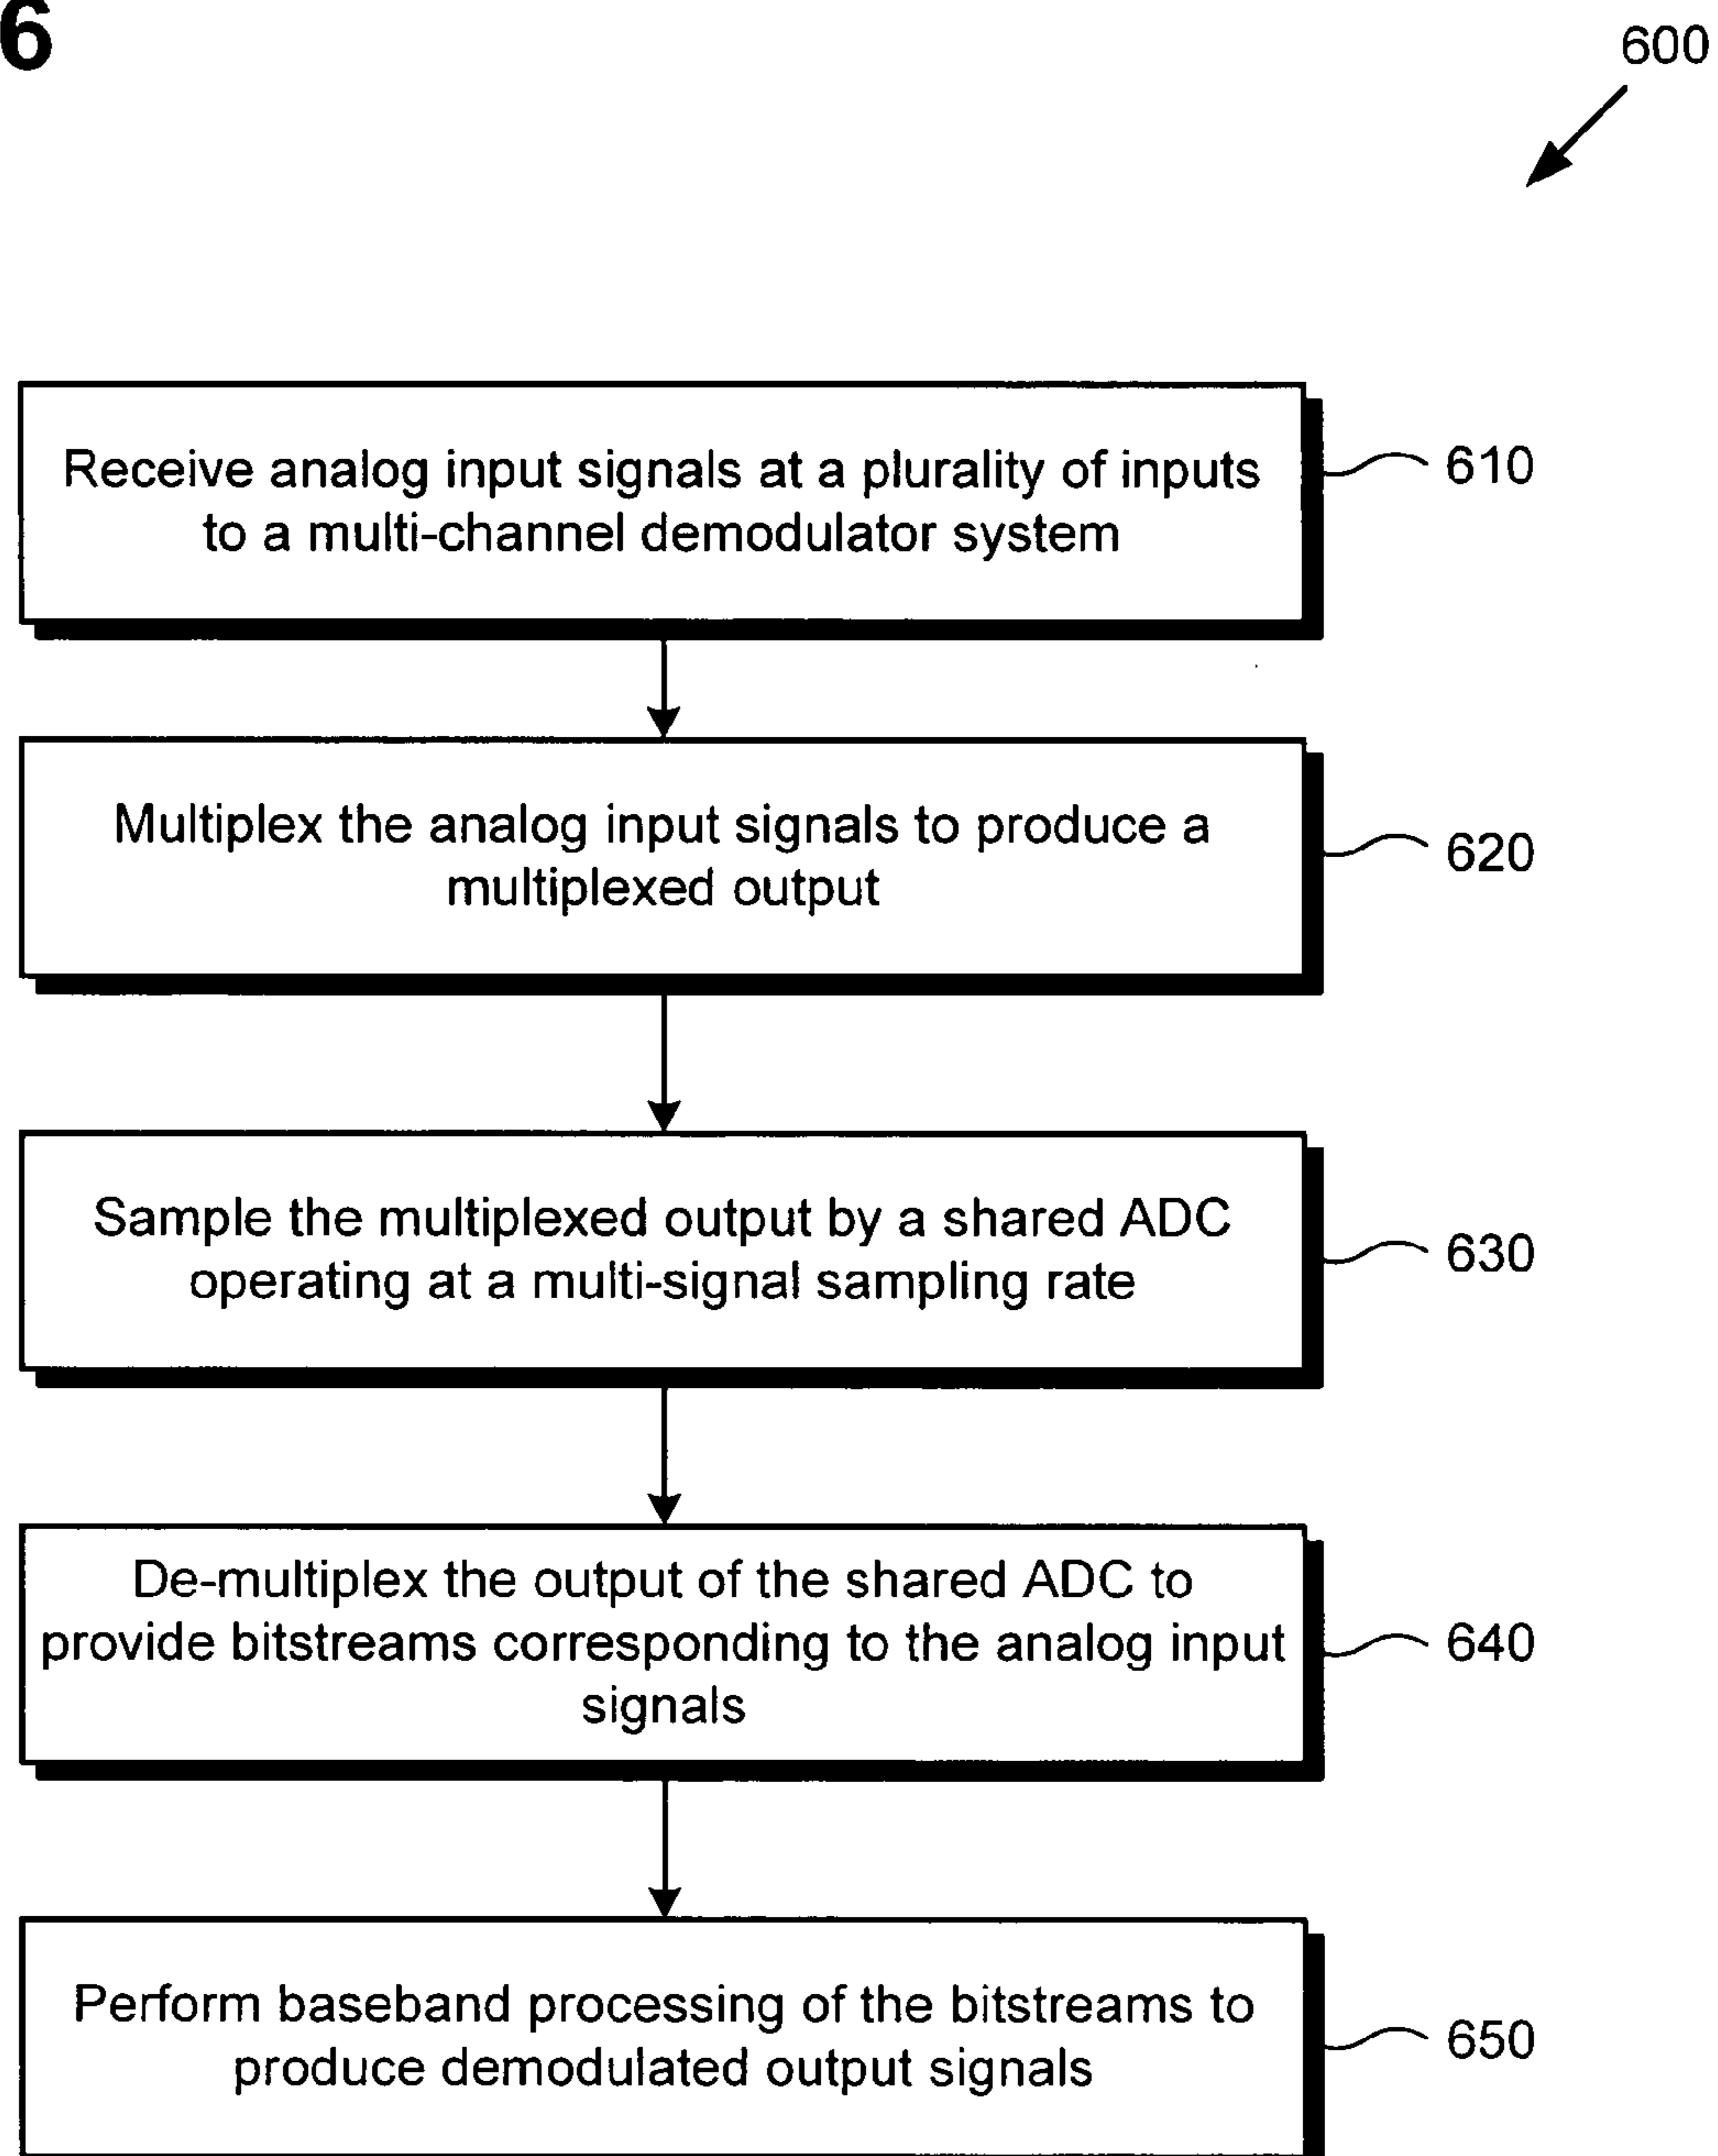 6
600
Receive analog input signals at a plurality of inputs
to a multi-channel demodulator system
610
Multiplex the analog input signals to produce a
multiplexed output
620
Sample the multiplexed output by a shared ADC
operating at a multi-signal sampling rate
630
De-multiplex the output of the shared ADC to
provide bitstreams corresponding to the analog input
signals
640
Perform baseband processing of the bitstreams to
produce demodulated output signals
650